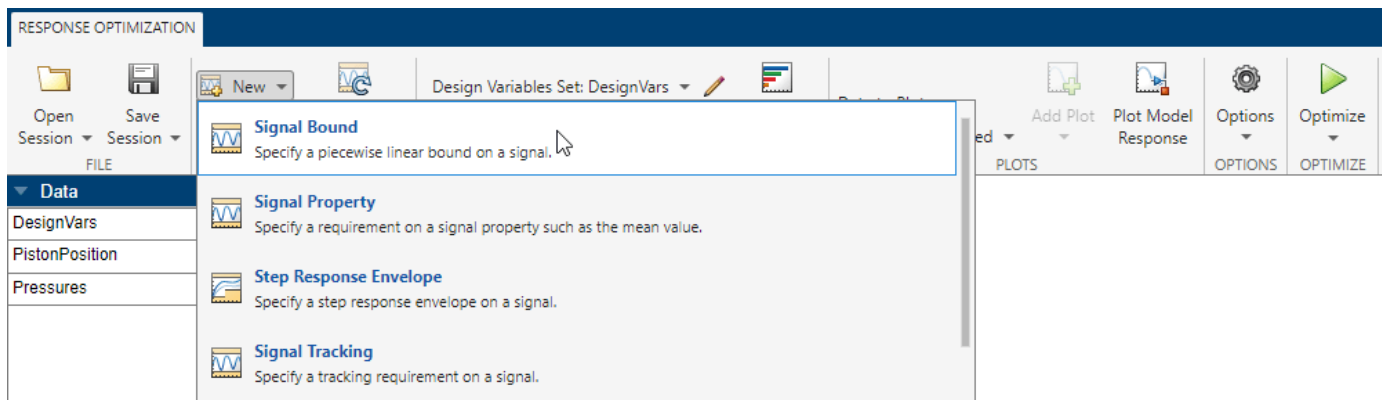 RESPONSE OPTIMIZATION
Open
Session
Save
Session
FILE
New
Design Variables Set: DesignVars
Add Plot
Plot Model
Response
PLOTS
Options
OPTIONS
Optimize
OPTIMIZE
Data
DesignVars
PistonPosition
Pressures
Signal Bound
Specify a piecewise linear bound on a signal.
Signal Property
Specify a requirement on a signal property such as the mean value.
Step Response Envelope
Specify a step response envelope on a signal.
Signal Tracking
Specify a tracking requirement on a signal.